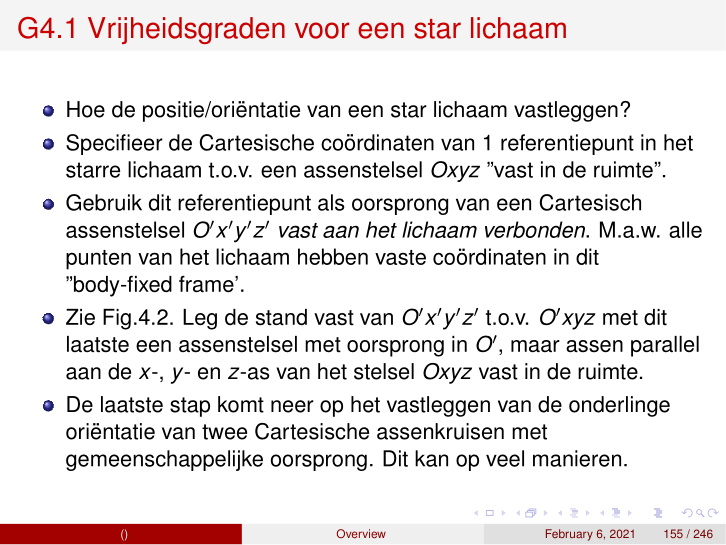 G4.1 Vrijheidsgraden voor een star lichaam
Hoe de positie/oriëntatie van een star lichaam vastleggen?
Specifieer de Cartesische coördinaten van 1 referentiepunt in het
starre lichaam t.o.v. een assenstelsel Oxyz ”vast in de ruimte”.
Gebruik dit referentiepunt als oorsprong van een Cartesisch
assenstelsel O′x′y′z′ vast aan het lichaam verbonden. M.a.w. alle
punten van het lichaam hebben vaste coördinaten in dit
”body-fixed frame’.
Zie Fig.4.2. Leg de stand vast van O′x′y′z′ t.o.v. O′xyz met dit
laatste een assenstelsel met oorsprong in O′, maar assen parallel
aan de x-, y- en z-as van het stelsel Oxyz vast in de ruimte.
De laatste stap komt neer op het vastleggen van de onderlinge
oriëntatie van twee Cartesische assenkruisen met
gemeenschappelijke oorsprong. Dit kan op veel manieren.
() Overview February 6, 2021 155 / 246